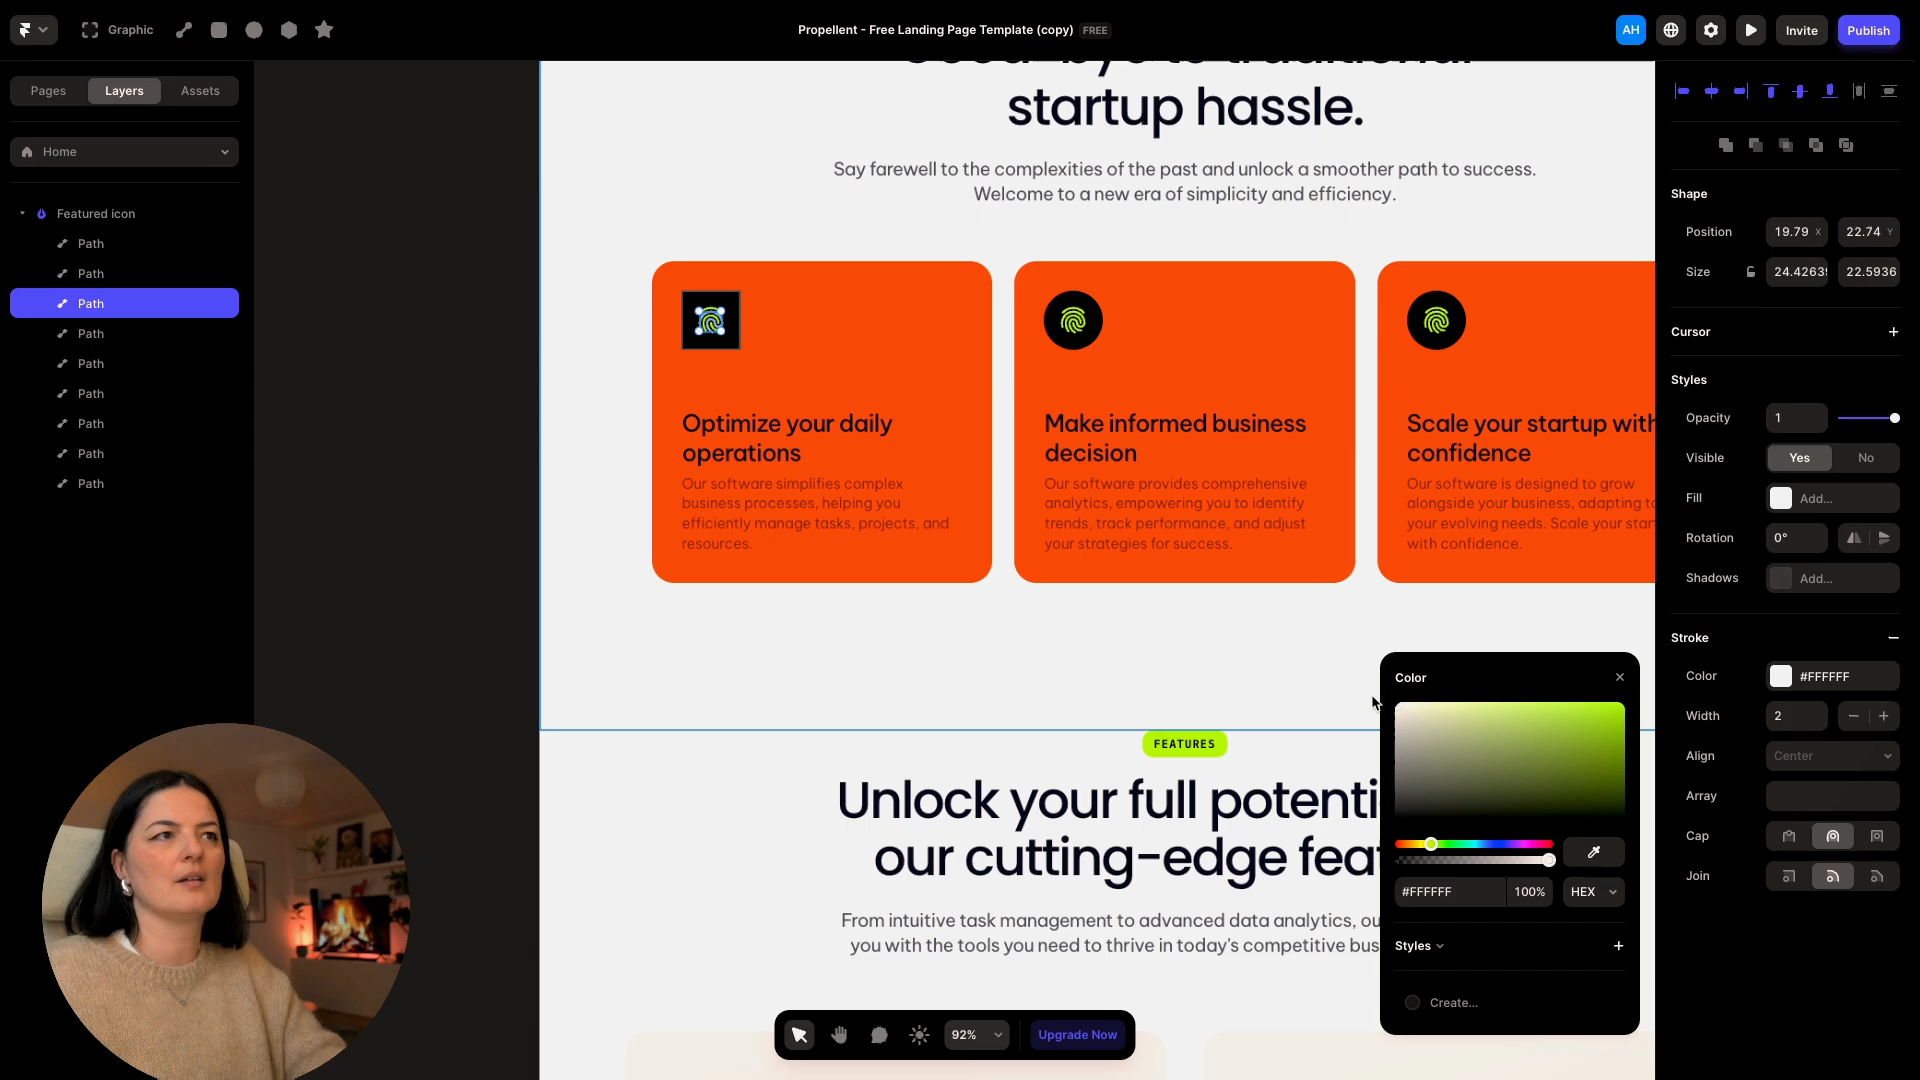 Graphic
Propellent - Free Landing Page Template (copy) FREE
AH
Invite
Publish
Pages
Layers
Assets
Home
Featured icon
Path
Path
Path
Path
Path
Path
Path
Path
Path
Good-bye to traditional
startup hassle.
Say farewell to the complexities of the past and unlock a smoother path to success.
Welcome to a new era of simplicity and efficiency.
Optimize your daily
operations
Our software simplifies complex
business processes, helping you
efficiently manage tasks, projects, and
resources.
Make informed business
decision
Our software provides comprehensive
analytics, empowering you to identify
trends, track performance, and adjust
your strategies for success.
Scale your startup with
confidence
Our software is designed to grow
alongside your business, adapting to
your evolving needs. Scale your star
with confidence.
FEATURES
Unlock your full potenti
our cutting-edge feat
From intuitive task management to advanced data analytics, ou
you with the tools you need to thrive in today's competitive bus
92%
Upgrade Now
Color
#FFFFFF
100%
HEX
Styles
Create...
Shape
Position
19.79 X
22.74 Y
Size
24.4263
22.5936
Cursor
Styles
Opacity
1
Visible
Yes
No
Fill
Add...
Rotation
0°
Shadows
Add...
Stroke
Color
#FFFFFF
Width
2
Align
Center
Array
Cap
Join